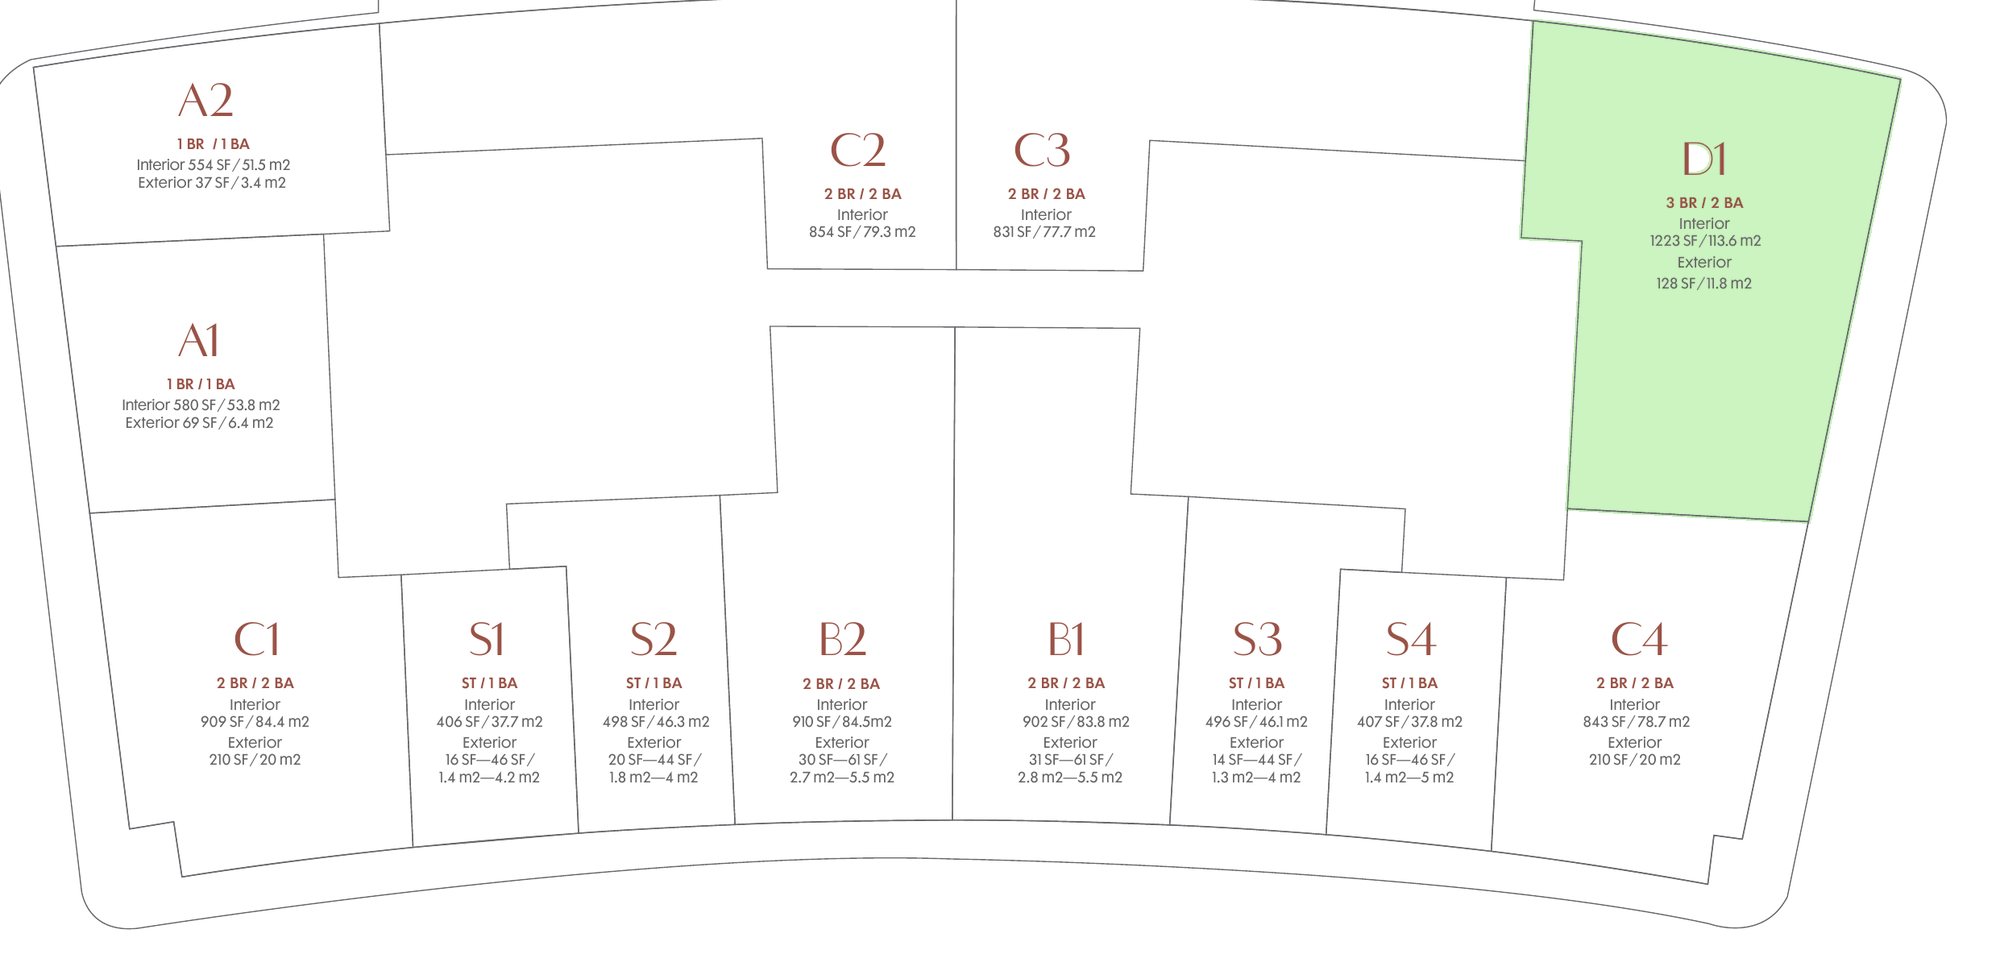 A2
1 BR / 1 BA
Interior 554 SF/51.5 m2
Exterior 37 SF/3.4 m2
C2
2 BR / 2 BA
Interior
854 SF/79.3 m2
C3
2 BR / 2 BA
Interior
831 SF/77.7 m2
D1
3 BR / 2 BA
Interior
1223 SF/113.6 m2
Exterior
128 SF/11.8 m2
A1
1 BR / 1 BA
Interior 580 SF/53.8 m2
Exterior 69 SF/6.4 m2
C1
2 BR / 2 BA
Interior
909 SF/84.4 m2
Exterior
210 SF/20 m2
S1
ST / 1 BA
Interior
406 SF/37.7 m2
Exterior
16 SF—46 SF/
1.4 m2—4.2 m2
S2
ST / 1 BA
Interior
498 SF/46.3 m2
Exterior
20 SF—44 SF/
1.8 m2—4 m2
B2
2 BR / 2 BA
Interior
910 SF/84.5m2
Exterior
30 SF—61 SF/
2.7 m2—5.5 m2
B1
2 BR / 2 BA
Interior
902 SF/83.8 m2
Exterior
31 SF—61 SF/
2.8 m2—5.5 m2
S3
ST / 1 BA
Interior
496 SF/46.1 m2
Exterior
14 SF—44 SF/
1.3 m2—4 m2
S4
ST / 1 BA
Interior
407 SF/37.8 m2
Exterior
16 SF—46 SF/
1.4 m2—5 m2
C4
2 BR / 2 BA
Interior
843 SF/78.7 m2
Exterior
210 SF/20 m2